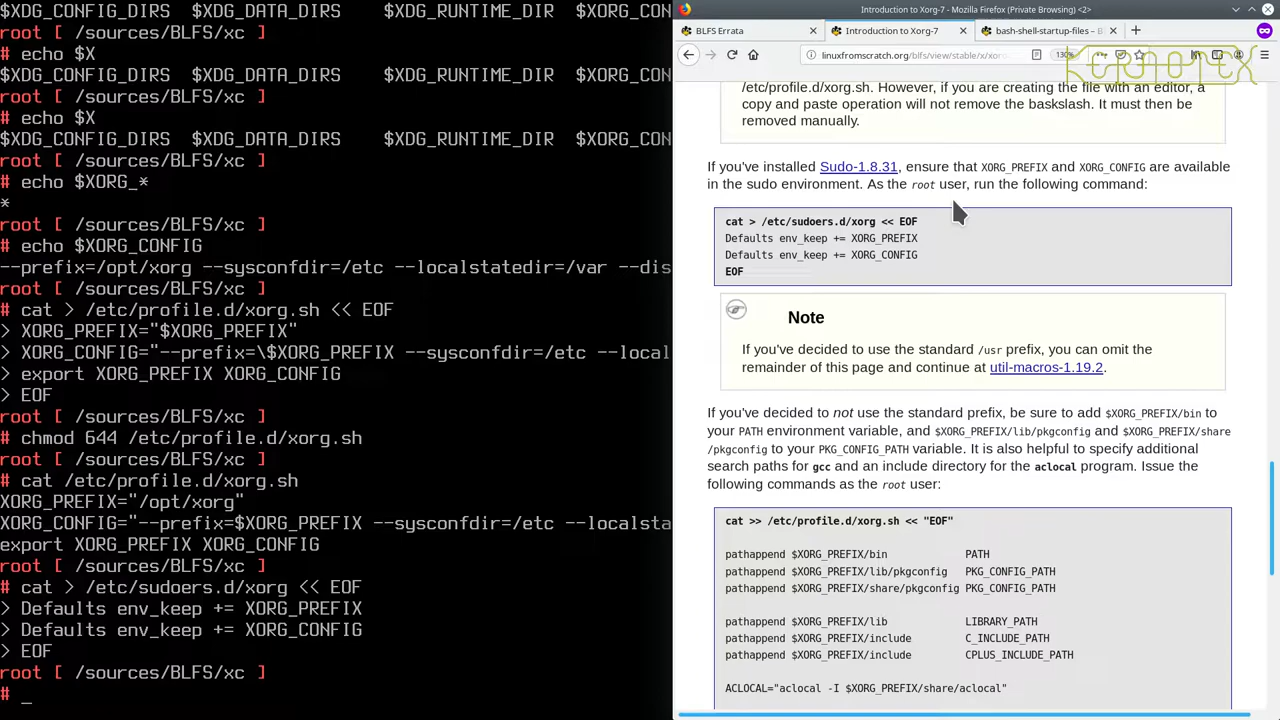 $XDG_CONFIG_DIRS  $XDG_DATA_DIRS    $XDG_RUNTIME_DIR  $XORG_CO
root [ /sources/BLFS/xc ]
# echo $X
$XDG_CONFIG_DIRS  $XDG_DATA_DIRS    $XDG_RUNTIME_DIR  $XORG_CO
root [ /sources/BLFS/xc ]
# echo $X
$XDG_CONFIG_DIRS  $XDG_DATA_DIRS    $XDG_RUNTIME_DIR  $XORG_CON
root [ /sources/BLFS/xc ]
# echo $XORG_*
*
root [ /sources/BLFS/xc ]
# echo $XORG_CONFIG
--prefix=/opt/xorg --sysconfdir=/etc --localstatedir=/var --dis
root [ /sources/BLFS/xc ]
# cat > /etc/profile.d/xorg.sh << EOF
> XORG_PREFIX="$XORG_PREFIX"
> XORG_CONFIG="--prefix=\$XORG_PREFIX --sysconfdir=/etc --local
> export XORG_PREFIX XORG_CONFIG
> EOF
root [ /sources/BLFS/xc ]
# chmod 644 /etc/profile.d/xorg.sh
root [ /sources/BLFS/xc ]
# cat /etc/profile.d/xorg.sh
XORG_PREFIX="/opt/xorg"
XORG_CONFIG="--prefix=$XORG_PREFIX --sysconfdir=/etc --localsta
export XORG_PREFIX XORG_CONFIG
root [ /sources/BLFS/xc ]
# cat > /etc/sudoers.d/xorg << EOF
> Defaults env_keep += XORG_PREFIX
> Defaults env_keep += XORG_CONFIG
> EOF
root [ /sources/BLFS/xc ]
# _
Introduction to Xorg-7 - Mozilla Firefox (Private Browsing) <2>
BLFS Errata
Introduction to Xorg-7
bash-shell-startup-files – B
linuxfromscratch.org/blfs/view/stable/x/xorg
130%
KERNOTEX
/etc/profile.d/xorg.sh. However, if you are creating the file with an editor, a
copy and paste operation will not remove the baskslash. It must then be
removed manually.
If you've installed Sudo-1.8.31, ensure that XORG_PREFIX and XORG_CONFIG are available
in the sudo environment. As the root user, run the following command:
cat > /etc/sudoers.d/xorg << EOF
Defaults env_keep += XORG_PREFIX
Defaults env_keep += XORG_CONFIG
EOF
Note
If you've decided to use the standard /usr prefix, you can omit the
remainder of this page and continue at util-macros-1.19.2.
If you've decided to not use the standard prefix, be sure to add $XORG_PREFIX/bin to
your PATH environment variable, and $XORG_PREFIX/lib/pkgconfig and $XORG_PREFIX/share
/pkgconfig to your PKG_CONFIG_PATH variable. It is also helpful to specify additional
search paths for gcc and an include directory for the aclocal program. Issue the
following commands as the root user:
cat >> /etc/profile.d/xorg.sh << "EOF"
pathappend $XORG_PREFIX/bin             PATH
pathappend $XORG_PREFIX/lib/pkgconfig   PKG_CONFIG_PATH
pathappend $XORG_PREFIX/share/pkgconfig PKG_CONFIG_PATH
pathappend $XORG_PREFIX/lib             LIBRARY_PATH
pathappend $XORG_PREFIX/include         C_INCLUDE_PATH
pathappend $XORG_PREFIX/include         CPLUS_INCLUDE_PATH
ACLOCAL="aclocal -I $XORG_PREFIX/share/aclocal"